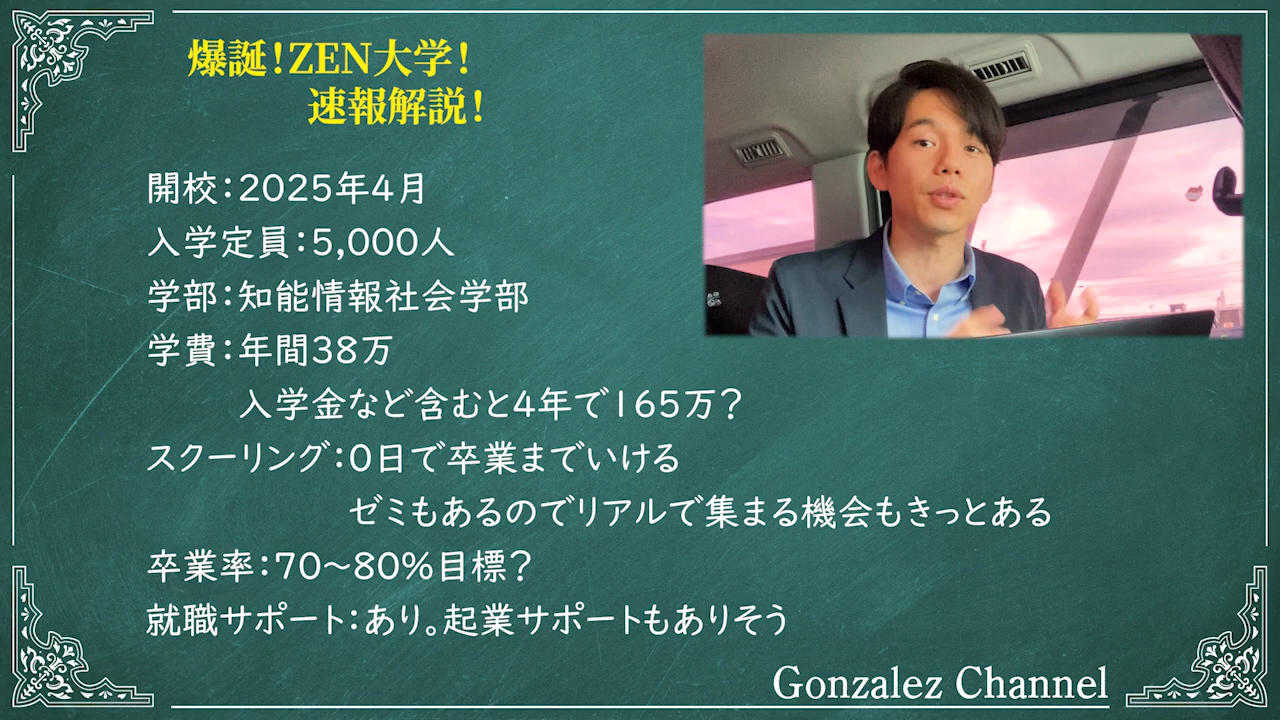 爆誕!ZEN大学!
速報解説!
開校:2025年4月
入学定員:5,000人
学部:知能情報社会学部
学費:年間38万
入学金など含むと4年で165万?
スクーリング:0日で卒業までいける
ゼミもあるのでリアルで集まる機会もきっとある
卒業率:70~80%目標?
就職サポート:あり。起業サポートもありそう
Gonzalez Channel